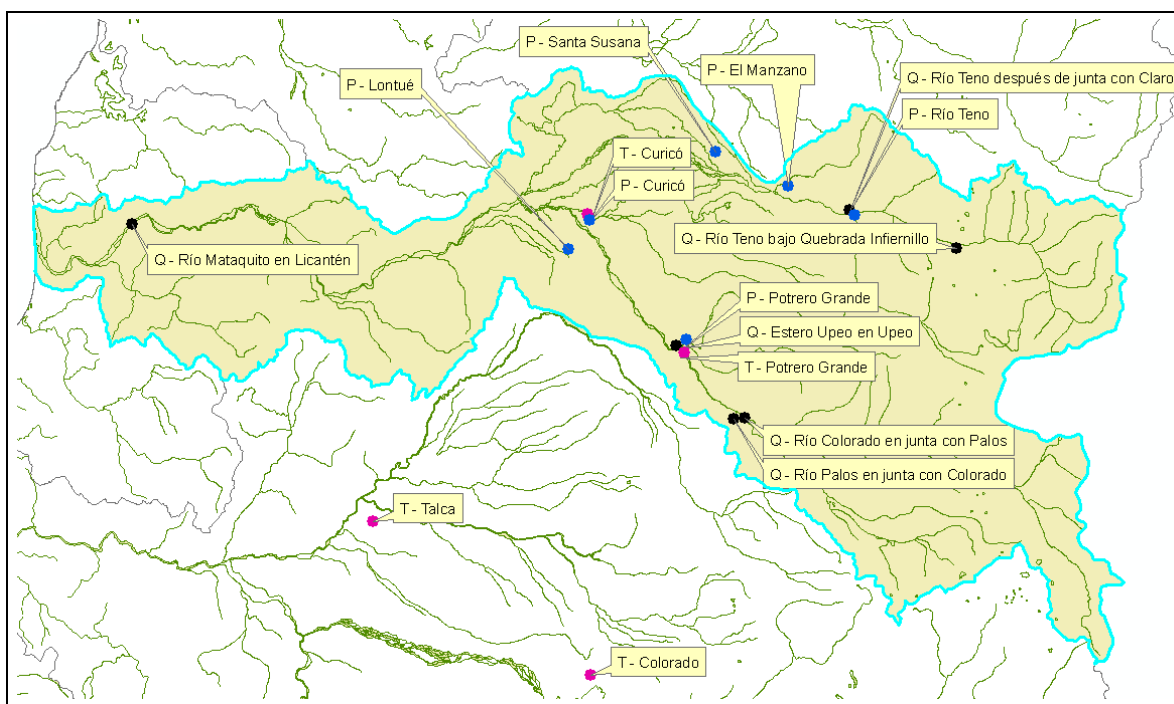 P - Santa Susana
P - El Manzano
Q - Río Teno después de junta con Claro
P - Lontué
P - Río Teno
T - Curicó
P - Curicó
Q - Río Teno bajo Quebrada Infiernillo
Q - Río Mataquito en Licantén
P - Potrero Grande
Q - Estero Upeo en Upeo
T - Potrero Grande
Q - Río Colorado en junta con Palos
Q - Río Palos en junta con Colorado
T - Talca
T - Colorado